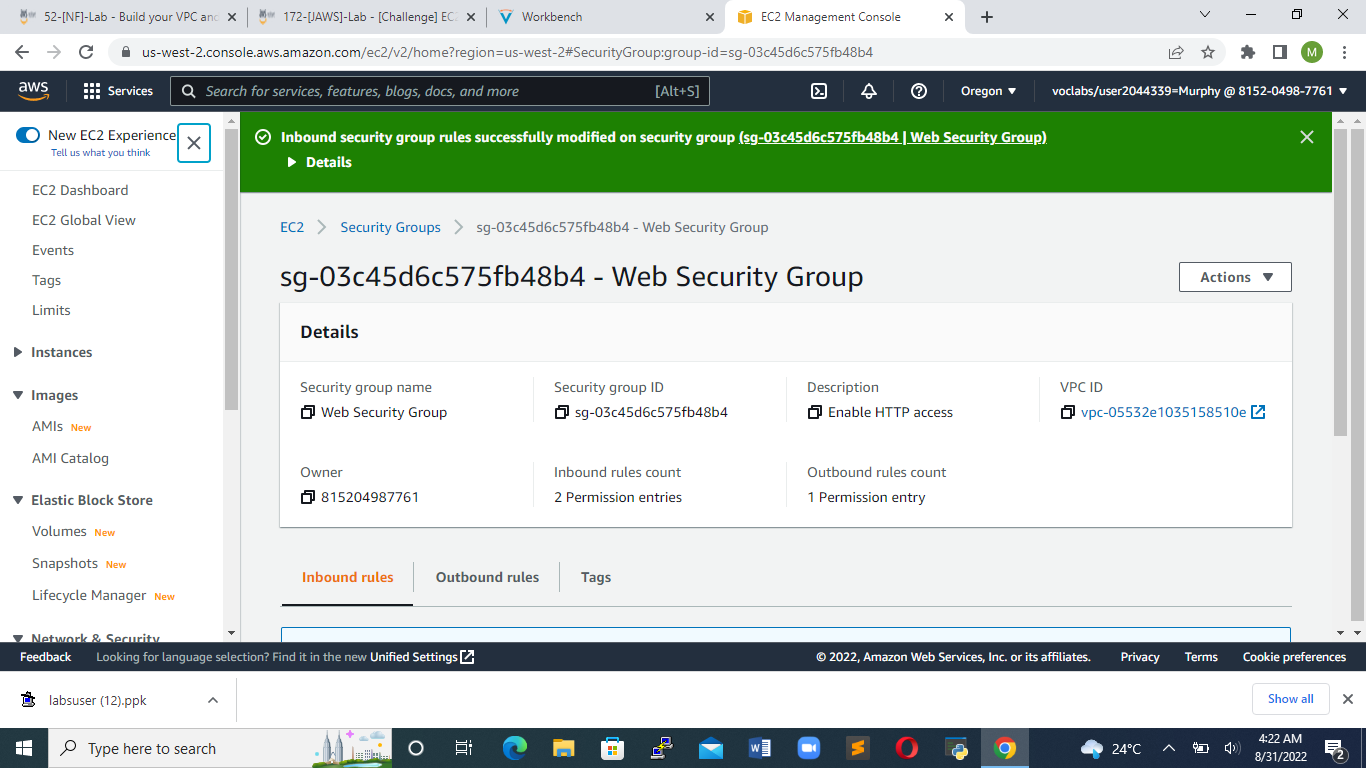 52-[NF]-Lab - Build your VPC and
172-[JAWS]-Lab - [Challenge] EC2
Workbench
EC2 Management Console
us-west-2.console.aws.amazon.com/ec2/v2/home?region=us-west-2#SecurityGroup:group-id=sg-03c45d6c575fb48b4
M
aws
Services
Search for services, features, blogs, docs, and more
[Alt+S]
Oregon
voclabs/user2044339=Murphy @ 8152-0498-7761
New EC2 Experience
Tell us what you think
EC2 Dashboard
EC2 Global View
Events
Tags
Limits
Instances
Images
AMIs New
AMI Catalog
Elastic Block Store
Volumes New
Snapshots New
Lifecycle Manager New
Network & Security
Inbound security group rules successfully modified on security group (sg-03c45d6c575fb48b4 | Web Security Group)
Details
EC2 > Security Groups > sg-03c45d6c575fb48b4 - Web Security Group
sg-03c45d6c575fb48b4 - Web Security Group
Actions
Details
Security group name
Web Security Group
Security group ID
sg-03c45d6c575fb48b4
Description
Enable HTTP access
VPC ID
vpc-05532e1035158510e
Owner
815204987761
Inbound rules count
2 Permission entries
Outbound rules count
1 Permission entry
Inbound rules
Outbound rules
Tags
Feedback
Looking for language selection? Find it in the new Unified Settings
© 2022, Amazon Web Services, Inc. or its affiliates.
Privacy
Terms
Cookie preferences
labsuser (12).ppk
Show all
Type here to search
24°C
4:22 AM
8/31/2022
2